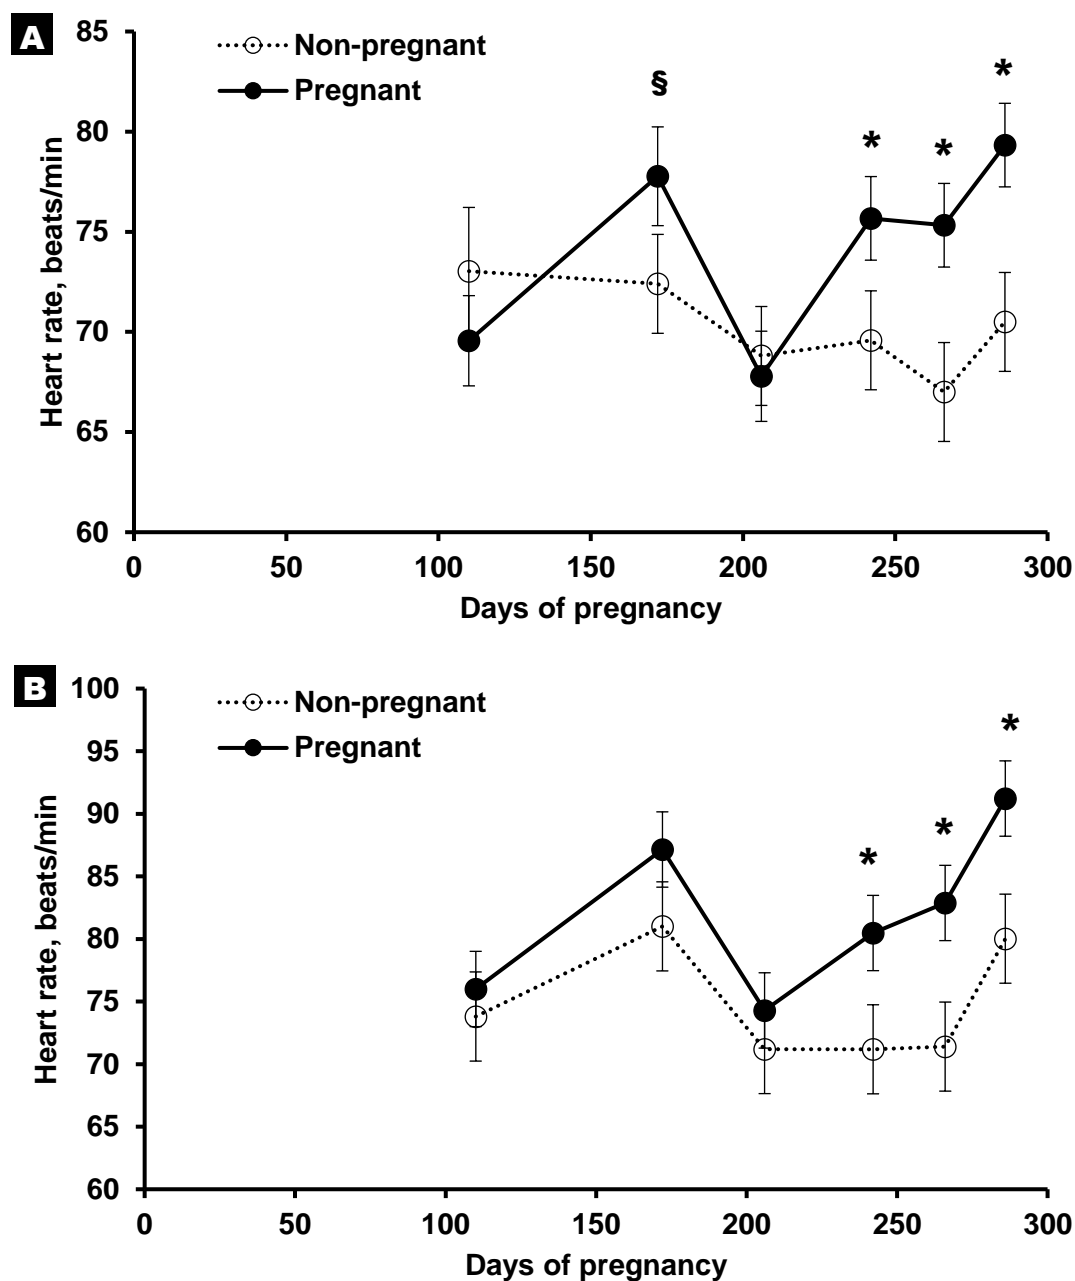 A
Non-pregnant
Pregnant
85
80
75
70
65
60
§
*
*
*
Heart rate, beats/min
0 50 100 150 200 250 300
Days of pregnancy
B
Non-pregnant
Pregnant
100
95
90
85
80
75
70
65
60
*
*
*
Heart rate, beats/min
0 50 100 150 200 250 300
Days of pregnancy